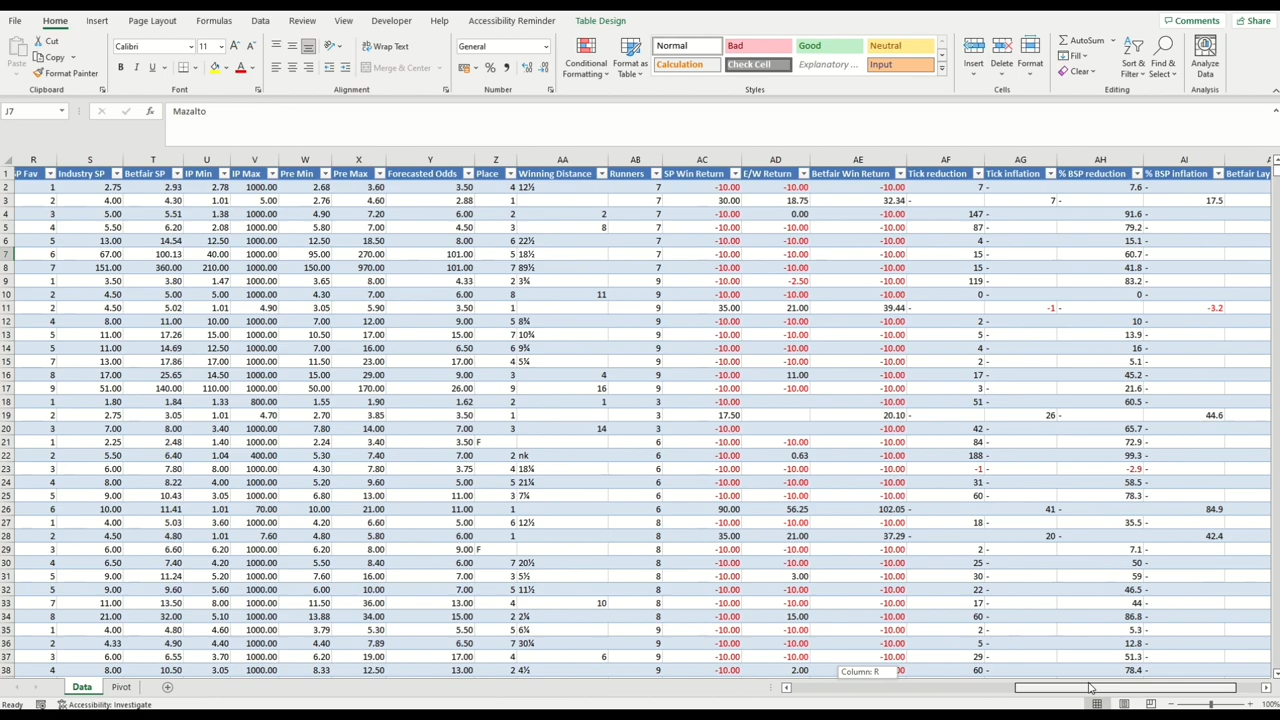 File Home Insert Page Layout Formulas Data Review View Developer Help Accessibility Reminder Table Design Comments Share
Cut
Copy
Format Painter
Paste
Clipboard
Calibri 11
Font
Wrap Text
Merge & Center
Alignment
General
Number
Conditional Formatting
Format as Table
Normal Bad Good Neutral
Calculation Check Cell Explanatory ... Input
Styles
Insert Delete Format
Cells
AutoSum
Fill
Clear
Sort & Filter
Find & Select
Editing
Analyze Data
Analysis
J7 fx Mazalto
R S T U V W X Y Z AA AB AC AD AE AF AG AH AI
1 SP Fav Industry SP Betfair SP IP Min IP Max Pre Min Pre Max Forecasted Odds Place Winning Distance Runners SP Win Return E/W Return Betfair Win Return Tick reduction Tick inflation % BSP reduction % BSP inflation Betfair Lay
2 1 2.75 2.93 2.78 1000.00 2.68 3.60 3.50 4 12½ 7 -10.00 -10.00 -10.00 7 - 7.6 -
3 2 4.00 4.30 1.01 5.00 2.76 4.60 2.88 1 7 30.00 18.75 32.34 - 7 - 17.5
4 3 5.00 5.51 1.38 1000.00 4.90 7.20 6.00 2 2 7 -10.00 0.00 -10.00 147 - 91.6 -
5 4 5.50 6.20 2.08 1000.00 5.80 7.00 4.50 3 8 7 -10.00 -10.00 -10.00 87 - 79.2 -
6 5 13.00 14.54 12.50 1000.00 12.50 18.50 8.00 6 22½ 7 -10.00 -10.00 -10.00 4 - 15.1 -
7 6 67.00 100.13 40.00 1000.00 95.00 270.00 101.00 5 18½ 7 -10.00 -10.00 -10.00 15 - 60.7 -
8 7 151.00 360.00 210.00 1000.00 150.00 970.00 101.00 7 89½ 7 -10.00 -10.00 -10.00 15 - 41.8 -
9 1 3.50 3.80 1.47 1000.00 3.65 8.00 4.33 2 3¾ 9 -10.00 -2.50 -10.00 119 - 83.2 -
10 2 4.50 5.00 5.00 1000.00 4.30 7.00 6.00 8 11 9 -10.00 -10.00 -10.00 0 - 0 -
11 2 4.50 5.02 1.01 4.90 3.05 5.90 3.50 1 9 35.00 21.00 39.44 - -1 - -3.2
12 4 8.00 11.00 10.00 1000.00 7.00 12.00 6.00 5 8¾ 9 -10.00 -10.00 -10.00 2 - 10 -
13 5 11.00 17.26 15.00 1000.00 10.50 17.00 15.00 7 10¾ 9 -10.00 -10.00 -10.00 5 - 13.9 -
14 5 11.00 14.69 12.50 1000.00 7.00 16.00 6.50 6 9¾ 9 -10.00 -10.00 -10.00 4 - 16 -
15 7 13.00 17.86 17.00 1000.00 11.50 23.00 17.00 4 5¾ 9 -10.00 -10.00 -10.00 2 - 5.1 -
16 8 17.00 25.65 14.50 1000.00 15.00 29.00 9.00 3 4 9 -10.00 11.00 -10.00 17 - 45.2 -
17 9 51.00 140.00 110.00 1000.00 50.00 170.00 26.00 9 16 9 -10.00 -10.00 -10.00 3 - 21.6 -
18 1 1.80 1.84 1.33 800.00 1.55 1.90 1.62 2 1 3 -10.00 -10.00 51 - 60.5 -
19 2 2.75 3.05 1.01 4.70 2.70 3.85 3.50 1 3 17.50 20.10 - 26 - 44.6
20 3 7.00 8.00 3.40 1000.00 7.80 14.00 7.00 3 14 3 -10.00 -10.00 42 - 65.7 -
21 1 2.25 2.48 1.40 1000.00 2.24 3.40 3.50 F 6 -10.00 -10.00 -10.00 84 - 72.9 -
22 2 5.50 6.40 1.04 400.00 5.30 7.40 7.00 2 nk 6 -10.00 0.63 -10.00 188 - 99.3 -
23 3 6.00 7.80 8.00 1000.00 4.30 7.80 3.75 4 18¾ 6 -10.00 -10.00 -10.00 -1 - -2.9 -
24 4 8.00 8.22 4.00 1000.00 5.20 9.60 5.00 5 21¼ 6 -10.00 -10.00 -10.00 31 - 58.5 -
25 5 9.00 10.43 3.05 1000.00 6.80 13.00 11.00 3 7¾ 6 -10.00 -10.00 -10.00 60 - 78.3 -
26 6 10.00 11.41 1.01 70.00 10.00 21.00 11.00 1 6 90.00 56.25 102.05 - 41 - 84.9
27 1 4.00 5.03 3.60 1000.00 4.20 6.60 5.00 6 12½ 8 -10.00 -10.00 -10.00 18 - 35.5 -
28 2 4.50 4.80 1.01 7.60 4.80 5.80 6.00 1 8 35.00 21.00 37.29 - 20 - 42.4
29 3 6.00 6.60 6.20 1000.00 6.20 8.00 9.00 F 8 -10.00 -10.00 -10.00 2 - 7.1 -
30 4 6.50 7.40 4.20 1000.00 5.50 8.40 6.00 7 20½ 8 -10.00 -10.00 -10.00 25 - 50 -
31 5 9.00 11.24 5.20 1000.00 7.60 16.00 7.00 3 5½ 8 -10.00 3.00 -10.00 30 - 59 -
32 5 9.00 9.60 5.60 1000.00 6.00 10.00 7.00 5 11½ 8 -10.00 -10.00 -10.00 22 - 46.5 -
33 7 11.00 13.50 8.00 1000.00 11.50 36.00 13.00 4 10 8 -10.00 -10.00 -10.00 17 - 44 -
34 8 21.00 32.00 5.10 1000.00 13.88 34.00 15.00 2 2¼ 8 -10.00 15.00 -10.00 60 - 86.8 -
35 1 4.00 4.80 4.60 1000.00 3.79 5.30 5.50 5 6¾ 9 -10.00 -10.00 -10.00 2 - 5.3 -
36 2 4.33 4.90 4.40 1000.00 4.40 7.89 6.50 7 30¾ 9 -10.00 -10.00 -10.00 5 - 12.8 -
37 3 6.00 6.55 3.70 1000.00 6.20 19.00 17.00 4 6 9 -10.00 -10.00 -10.00 29 - 51.3 -
38 4 8.00 10.50 3.05 1000.00 8.33 12.50 13.00 2 4½ 9 -10.00 2.00 60 - 78.4 -
Column: R
Data Pivot
Ready Accessibility: Investigate 100%